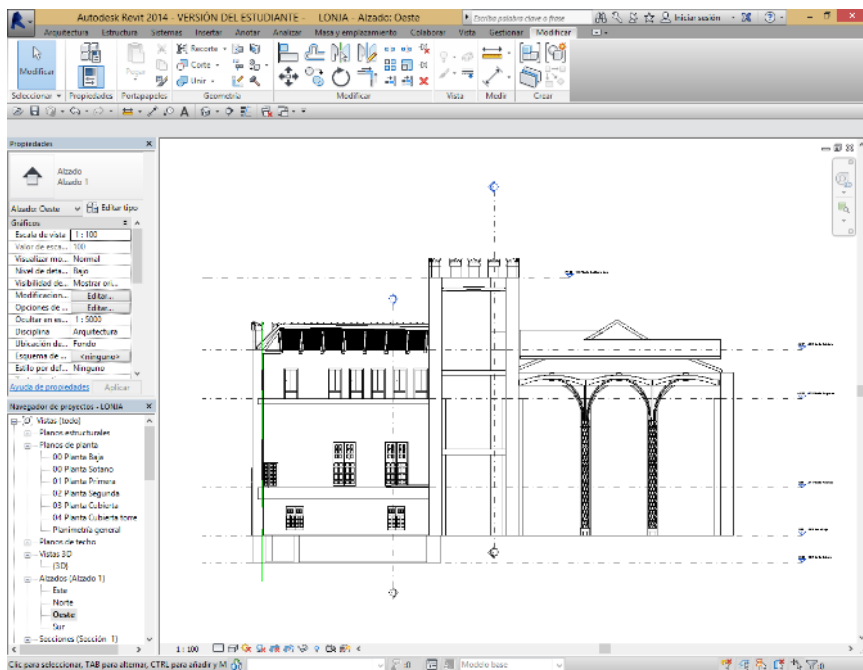 Autodesk Revit 2014 - VERSIÓN DEL ESTUDIANTE - LONJA - Alzado: Oeste
Escriba palabra clave o frase
Iniciar sesión
Arquitectura Estructura Sistemas Insertar Anotar Analizar Masa y emplazamiento Colaborar Vista Gestionar Modificar
Modificar
Pegar
Recorte
Cortar
Unir
Seleccionar Propiedades Portapapeles Geometría Modificar Vista Medir Crear
Propiedades
Alzado
Alzado 1
Alzado: Oeste
Editar tipo
Gráficos
Escala de vista 1 : 100
Valor de esca... 100
Visualizar mo... Normal
Nivel de deta... Bajo
Visibilidad de... Mostrar ori...
Modificacion... Editar...
Opciones de ... Editar...
Ocultar en es... 1 : 5000
Disciplina Arquitectura
Ubicación de... Fondo
Esquema de ... <ninguno>
Estilo por def... Ninguno
Ayuda de propiedades Aplicar
Navegador de proyectos - LONJA
Vistas (todo)
Planos estructurales
Planos de planta
00 Planta Baja
00 Planta Sotano
01 Planta Primera
02 Planta Segunda
03 Planta Cubierta
04 Planta Cubierta torre
Planimetría general
Planos de techo
Vistas 3D
{3D}
Alzados (Alzado 1)
Este
Norte
Oeste
Sur
Secciones (Sección 1)
1 : 100
Clic para seleccionar, TAB para alternar, CTRL para añadir y M
:0
Modelo base
:0